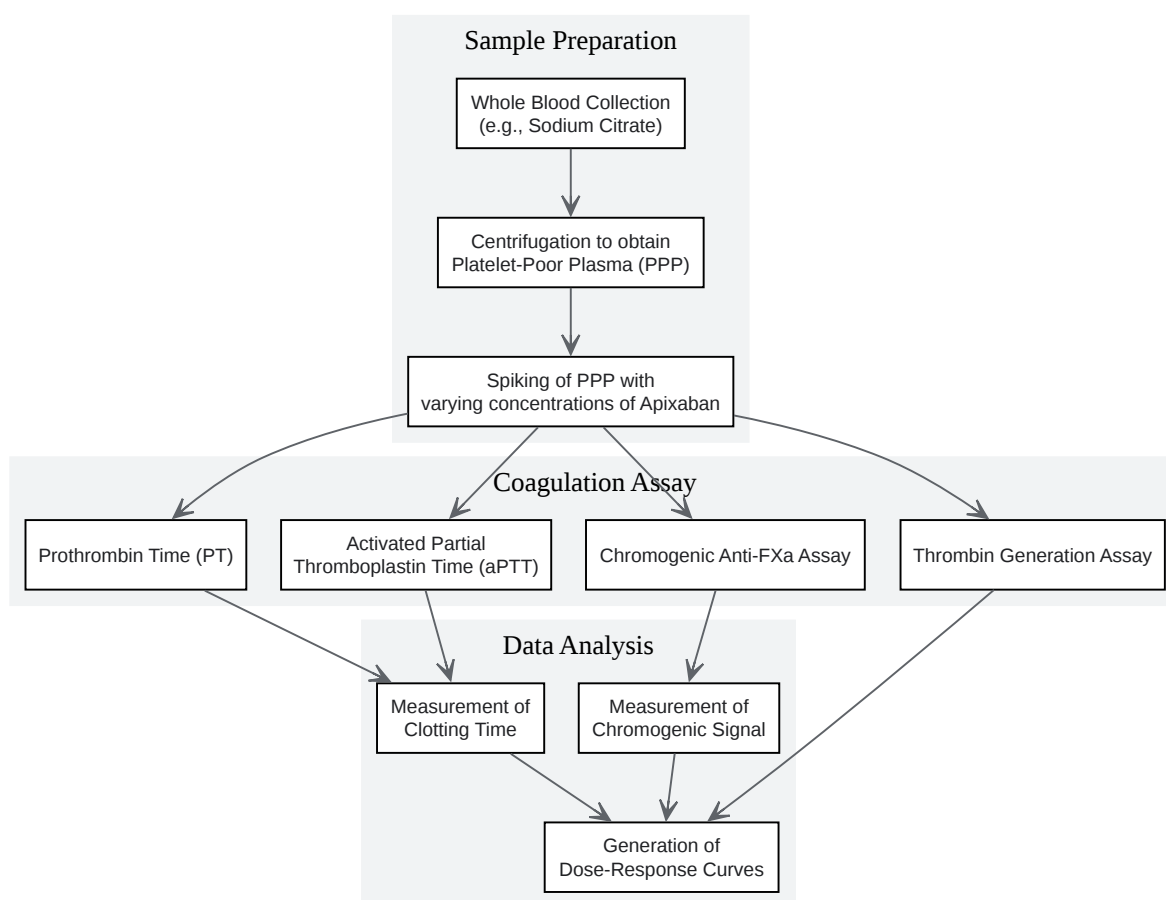 Sample Preparation
Whole Blood Collection
(e.g., Sodium Citrate)
Centrifugation to obtain
Platelet-Poor Plasma (PPP)
Spiking of PPP with
varying concentrations of Apixaban
Coagulation Assay
Prothrombin Time (PT)
Activated Partial
Thromboplastin Time (aPTT)
Chromogenic Anti-FXa Assay
Thrombin Generation Assay
Data Analysis
Measurement of
Clotting Time
Measurement of
Chromogenic Signal
Generation of
Dose-Response Curves